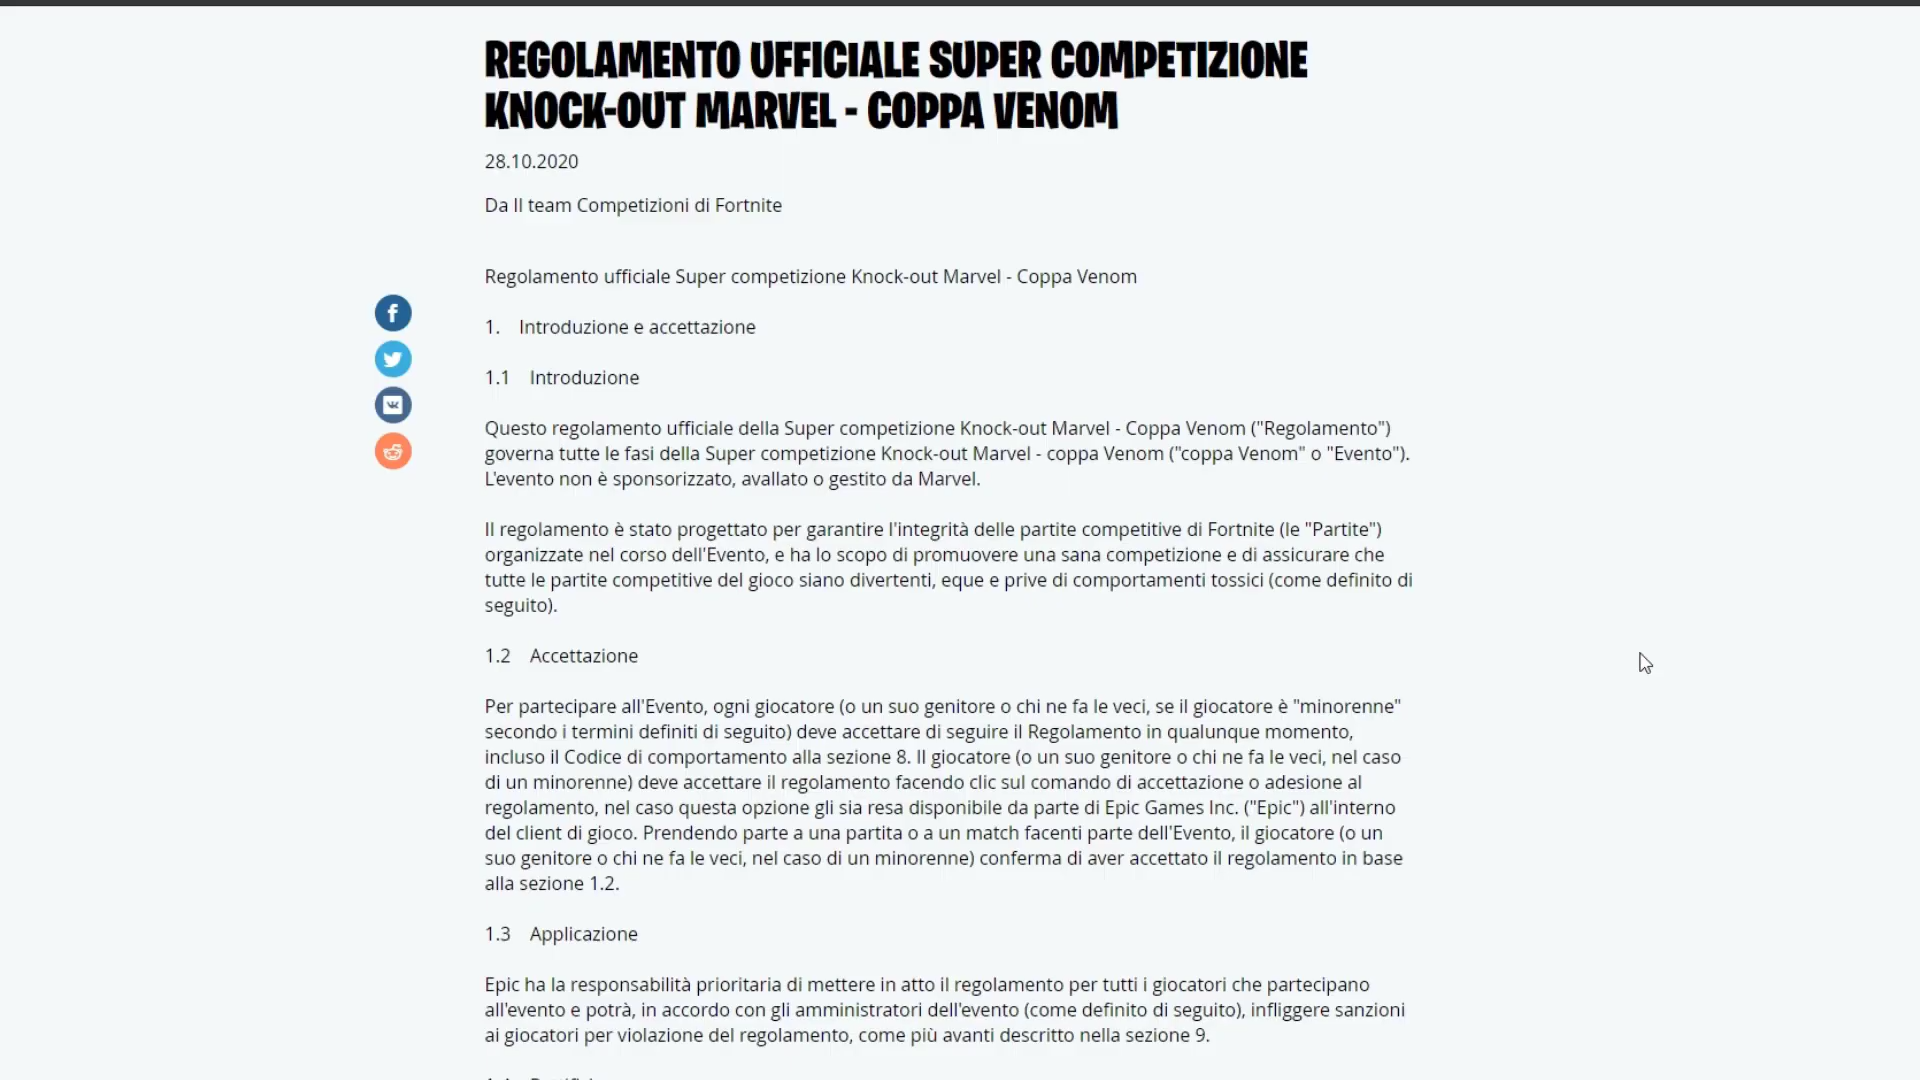 REGOLAMENTO UFFICIALE SUPER COMPETIZIONE
KNOCK-OUT MARVEL - COPPA VENOM
28.10.2020
Da Il team Competizioni di Fortnite
Regolamento ufficiale Super competizione Knock-out Marvel - Coppa Venom
1. Introduzione e accettazione
1.1 Introduzione
Questo regolamento ufficiale della Super competizione Knock-out Marvel - Coppa Venom ("Regolamento")
governa tutte le fasi della Super competizione Knock-out Marvel - coppa Venom ("coppa Venom" o "Evento").
L'evento non è sponsorizzato, avallato o gestito da Marvel.
Il regolamento è stato progettato per garantire l'integrità delle partite competitive di Fortnite (le "Partite")
organizzate nel corso dell'Evento, e ha lo scopo di promuovere una sana competizione e di assicurare che
tutte le partite competitive del gioco siano divertenti, eque e prive di comportamenti tossici (come definito di
seguito).
1.2 Accettazione
Per partecipare all'Evento, ogni giocatore (o un suo genitore o chi ne fa le veci, se il giocatore è "minorenne"
secondo i termini definiti di seguito) deve accettare di seguire il Regolamento in qualunque momento,
incluso il Codice di comportamento alla sezione 8. Il giocatore (o un suo genitore o chi ne fa le veci, nel caso
di un minorenne) deve accettare il regolamento facendo clic sul comando di accettazione o adesione al
regolamento, nel caso questa opzione gli sia resa disponibile da parte di Epic Games Inc. ("Epic") all'interno
del client di gioco. Prendendo parte a una partita o a un match facenti parte dell'Evento, il giocatore (o un
suo genitore o chi ne fa le veci, nel caso di un minorenne) conferma di aver accettato il regolamento in base
alla sezione 1.2.
1.3 Applicazione
Epic ha la responsabilità prioritaria di mettere in atto il regolamento per tutti i giocatori che partecipano
all'evento e potrà, in accordo con gli amministratori dell'evento (come definito di seguito), infliggere sanzioni
ai giocatori per violazione del regolamento, come più avanti descritto nella sezione 9.